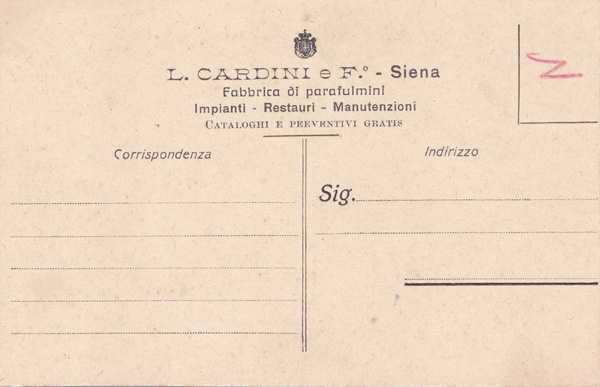 L. CARDINI e F.º - Siena
Fabbrica di parafulmini
Impianti - Restauri - Manutenzioni
CATALOGHI E PREVENTIVI GRATIS
Corrispondenza
Indirizzo
Sig.